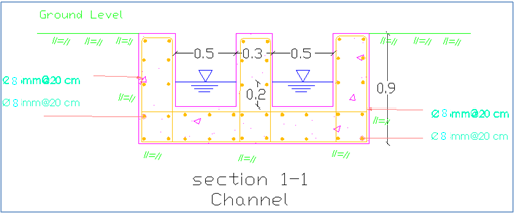 Ground Level
0.5 0.3 0.5
Ø 8 mm@20 cm
Ø 8 mm@20 cm
0.2
0.9
Ø 8 mm@20 cm
Ø 8 mm@20 cm
section 1-1
Channel